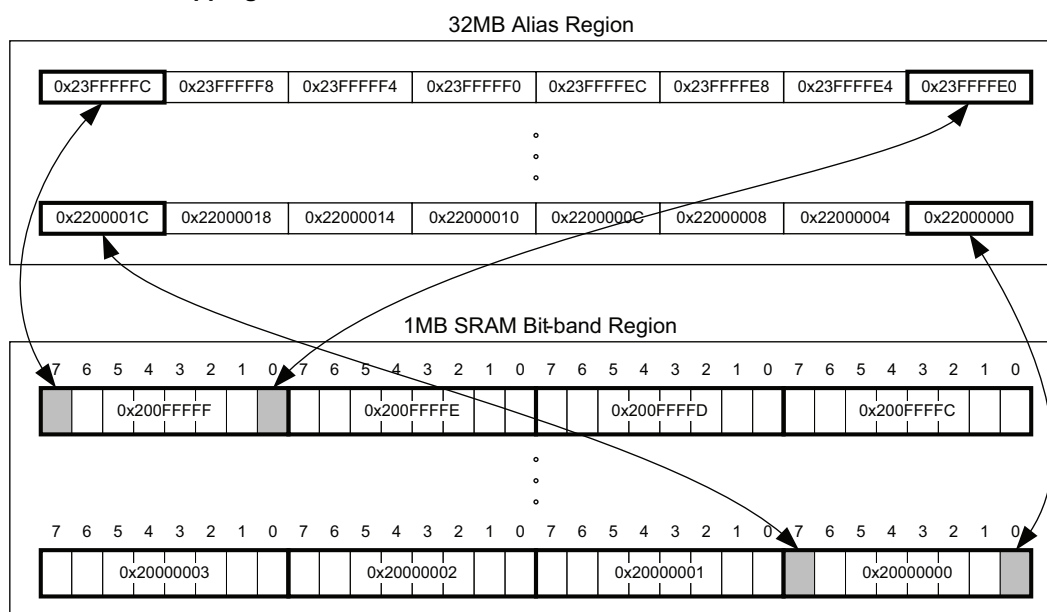 32MB Alias Region
0x23FFFFFC 0x23FFFFF8 0x23FFFFF4 0x23FFFFF0 0x23FFFFEC 0x23FFFFE8 0x23FFFFE4 0x23FFFFE0
0x2200001C 0x22000018 0x22000014 0x22000010 0x2200000C 0x22000008 0x22000004 0x22000000
1MB SRAM Bit-band Region
7 6 5 4 3 2 1 0 7 6 5 4 3 2 1 0 7 6 5 4 3 2 1 0 7 6 5 4 3 2 1 0
0x200FFFFF 0x200FFFFE 0x200FFFFD 0x200FFFFC
7 6 5 4 3 2 1 0 7 6 5 4 3 2 1 0 7 6 5 4 3 2 1 0 7 6 5 4 3 2 1 0
0x20000003 0x20000002 0x20000001 0x20000000